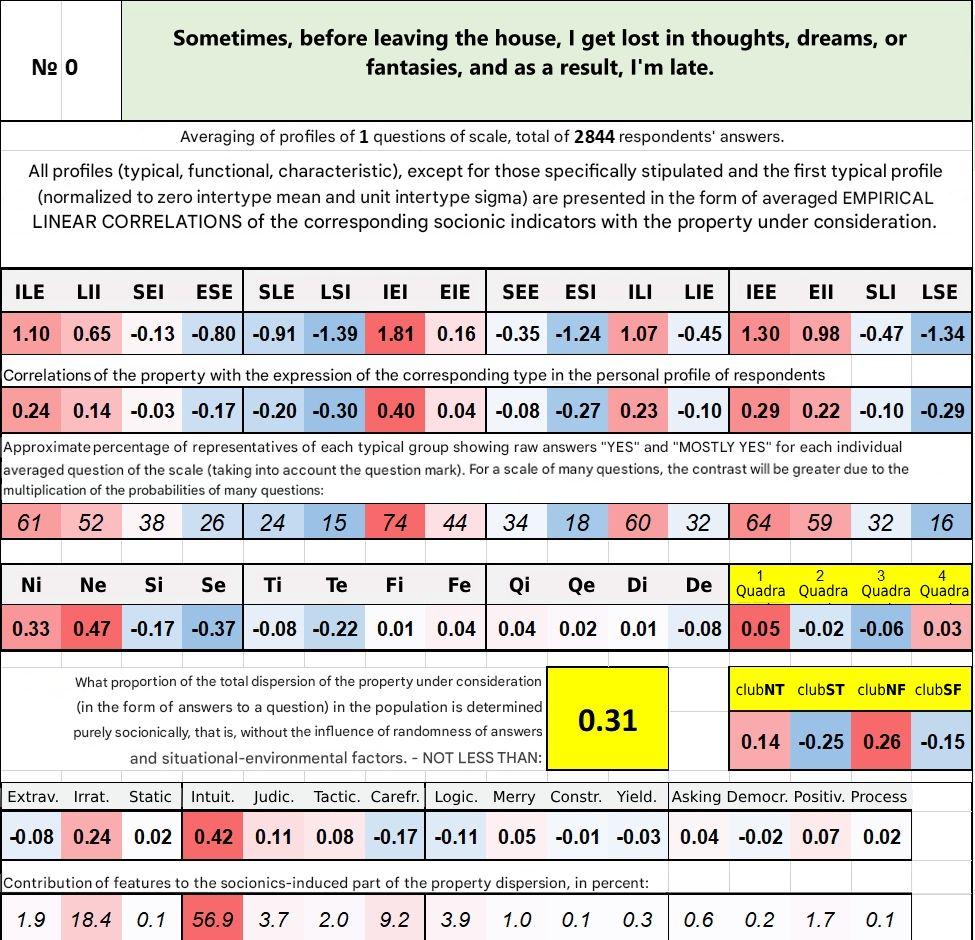 № 0
Sometimes, before leaving the house, I get lost in thoughts, dreams, or
fantasies, and as a result, I'm late.
Averaging of profiles of 1 questions of scale, total of 2844 respondents' answers.
All profiles (typical, functional, characteristic), except for those specifically stipulated and the first typical profile
(normalized to zero intertype mean and unit intertype sigma) are presented in the form of averaged EMPIRICAL
LINEAR CORRELATIONS of the corresponding socionic indicators with the property under consideration.
ILE LII SEI ESE SLE LSI IEI EIE SEE ESI ILI LIE IEE EII SLI LSE
1.10 0.65 -0.13 -0.80 -0.91 -1.39 1.81 0.16 -0.35 -1.24 1.07 -0.45 1.30 0.98 -0.47 -1.34
Correlations of the property with the expression of the corresponding type in the personal profile of respondents
0.24 0.14 -0.03 -0.17 -0.20 -0.30 0.40 0.04 -0.08 -0.27 0.23 -0.10 0.29 0.22 -0.10 -0.29
Approximate percentage of representatives of each typical group showing raw answers "YES" and "MOSTLY YES" for each individual
averaged question of the scale (taking into account the question mark). For a scale of many questions, the contrast will be greater due to the
multiplication of the probabilities of many questions:
61 52 38 26 24 15 74 44 34 18 60 32 64 59 32 16
Ni Ne Si Se Ti Te Fi Fe Qi Qe Di De 1 Quadra 2 Quadra 3 Quadra 4 Quadra
0.33 0.47 -0.17 -0.37 -0.08 -0.22 0.01 0.04 0.04 0.02 0.01 -0.08 0.05 -0.02 -0.06 0.03
What proportion of the total dispersion of the property under consideration
(in the form of answers to a question) in the population is determined
purely socionically, that is, without the influence of randomness of answers
and situational-environmental factors. - NOT LESS THAN:
0.31
clubNT clubST clubNF clubSF
0.14 -0.25 0.26 -0.15
Extrav. Irrat. Static Intuit. Judic. Tactic. Carefr. Logic. Merry Constr. Yield. Asking Democr. Positiv. Process
-0.08 0.24 0.02 0.42 0.11 0.08 -0.17 -0.11 0.05 -0.01 -0.03 0.04 -0.02 0.07 0.02
Contribution of features to the socionics-induced part of the property dispersion, in percent:
1.9 18.4 0.1 56.9 3.7 2.0 9.2 3.9 1.0 0.1 0.3 0.6 0.2 1.7 0.1